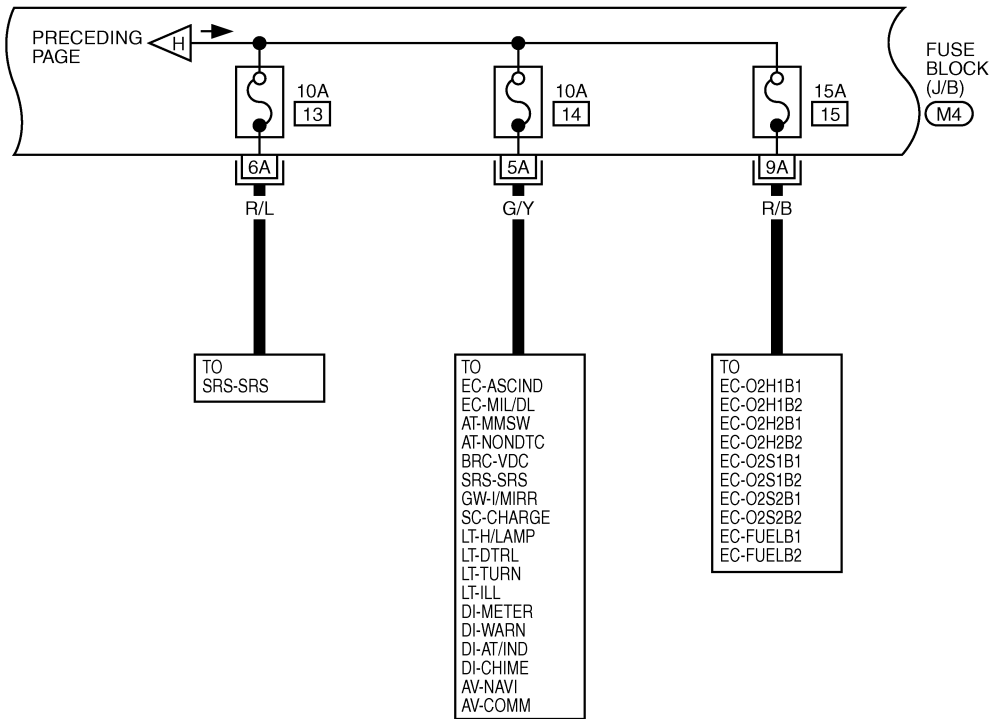 PRECEDING
PAGE
H
10A
13
10A
14
15A
15
FUSE
BLOCK
(J/B)
M4
6A
5A
9A
R/L
G/Y
R/B
TO
SRS-SRS
TO
EC-ASCIND
EC-MIL/DL
AT-MMSW
AT-NONDTC
BRC-VDC
SRS-SRS
GW-I/MIRR
SC-CHARGE
LT-H/LAMP
LT-DTRL
LT-TURN
LT-ILL
DI-METER
DI-WARN
DI-AT/IND
DI-CHIME
AV-NAVI
AV-COMM
TO
EC-O2H1B1
EC-O2H1B2
EC-O2H2B1
EC-O2H2B2
EC-O2S1B1
EC-O2S1B2
EC-O2S2B1
EC-O2S2B2
EC-FUELB1
EC-FUELB2